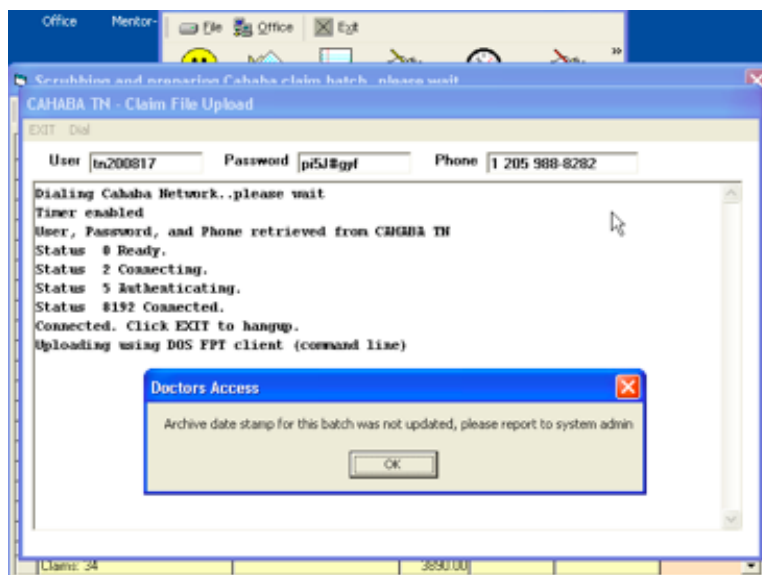 Office Mentor-
File Office Exit
»
Scrubbing and preparing Cahaba claim batch please wait
CAHABA TN - Claim File Upload
EXIT Dial
User tn200817 Password pi5J#gyf Phone 1 205 988-8282
Dialing Cahaba Network..please wait
Timer enabled
User, Password, and Phone retrieved from CAHABA TN
Status 0 Ready.
Status 2 Connecting.
Status 5 Authenticating.
Status 8192 Connected.
Connected. Click EXIT to hangup.
Uploading using DOS FPT client (command line)
Doctors Access
Archive date stamp for this batch was not updated, please report to system admin
OK
Claims: 34 3890.00